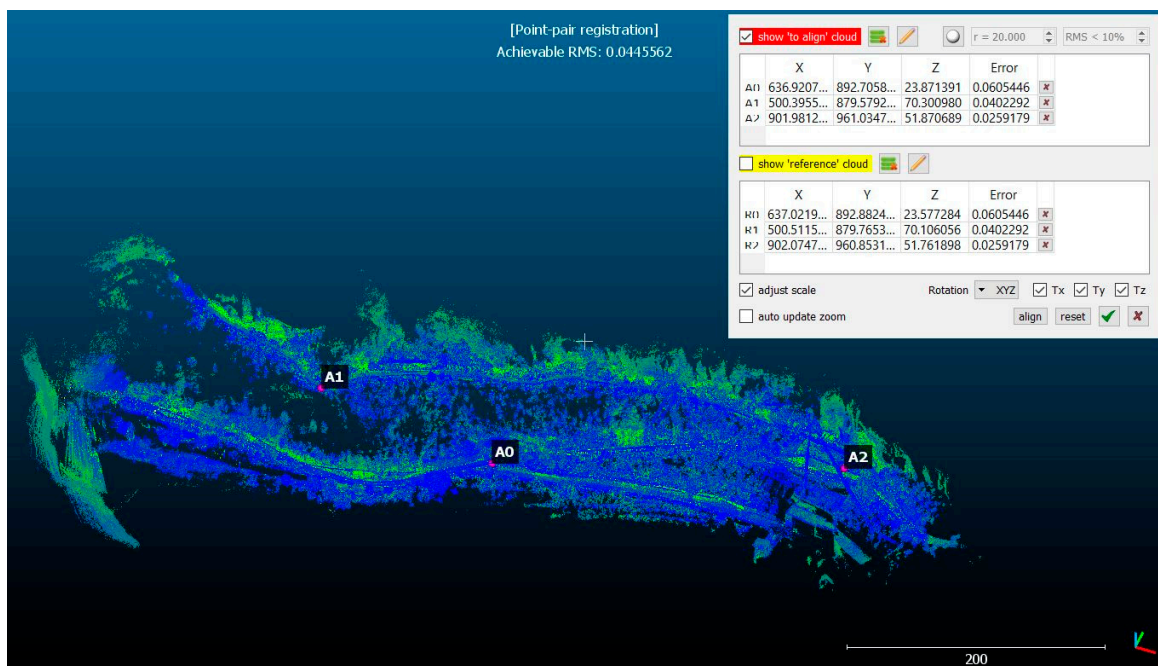 [Point-pair registration]
Achievable RMS: 0.0445562
show 'to align' cloud r = 20.000 RMS < 10%
X Y Z Error
A0 636.9207... 892.7058... 23.871391 0.0605446
A1 500.3955... 879.5792... 70.300980 0.0402292
A2 901.9812... 961.0347... 51.870689 0.0259179
show 'reference' cloud
X Y Z Error
R0 637.0219... 892.8824... 23.577284 0.0605446
R1 500.5115... 879.7653... 70.106056 0.0402292
R2 902.0747... 960.8531... 51.761898 0.0259179
adjust scale Rotation XYZ Tx Ty Tz
auto update zoom align reset
A1
A0
A2
200